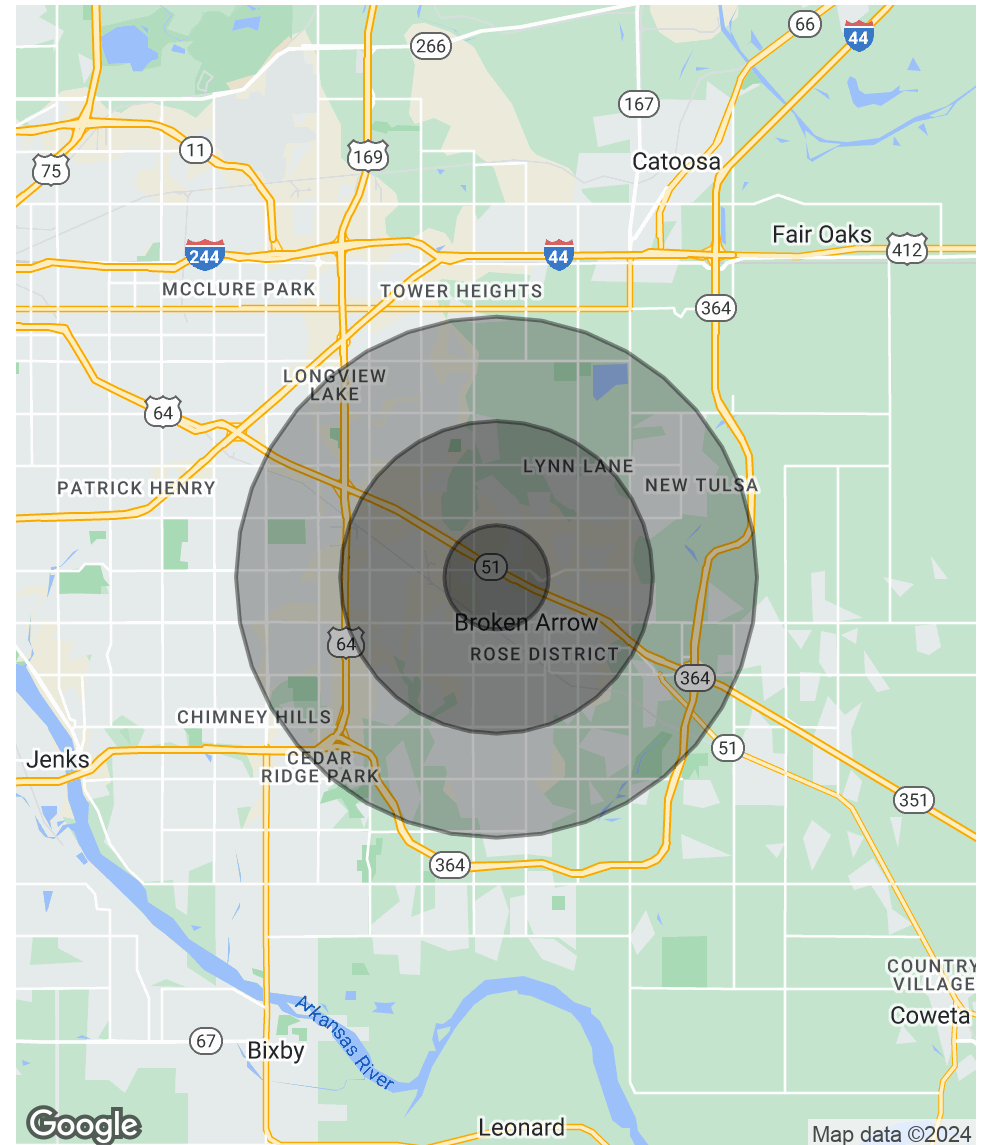 66
44
266
167
11
Catoosa
75
169
Fair Oaks
412
244
44
MCCLURE PARK
TOWER HEIGHTS
364
LONGVIEW
LAKE
64
LYNN LANE
PATRICK HENRY
NEW TULSA
51
Broken Arrow
64
ROSE DISTRICT
364
CHIMNEY HILLS
51
Jenks
CEDAR
RIDGE PARK
351
364
COUNTRY
VILLAGE
Coweta
Arkansas River
67
Bixby
Google
Leonard
Map data ©2024